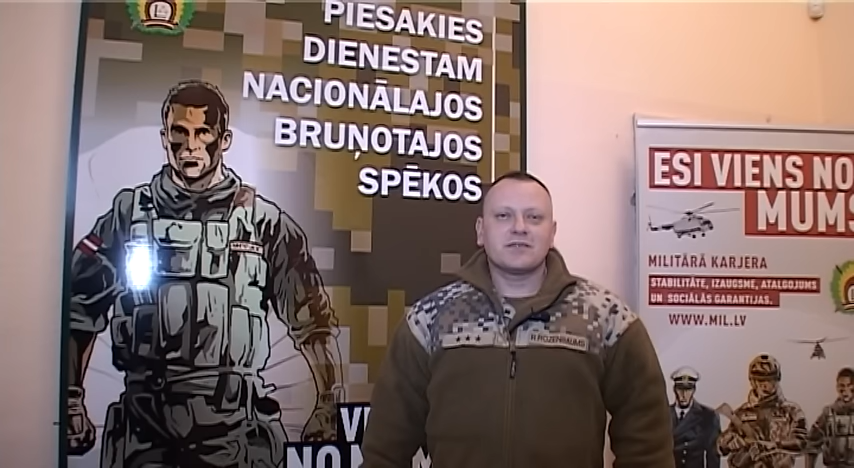 PIESAKIES
DIENESTAM
NACIONĀLAJOS
BRUŅOTAJOS
SPĒKOS
ESI VIENS NO
MUMS
MILITĀRĀ KARJERA
STABILITĀTE, IZAUGSME, ATALGOJUMS
UN SOCIĀLĀS GARANTIJAS.
WWW.MIL.LV